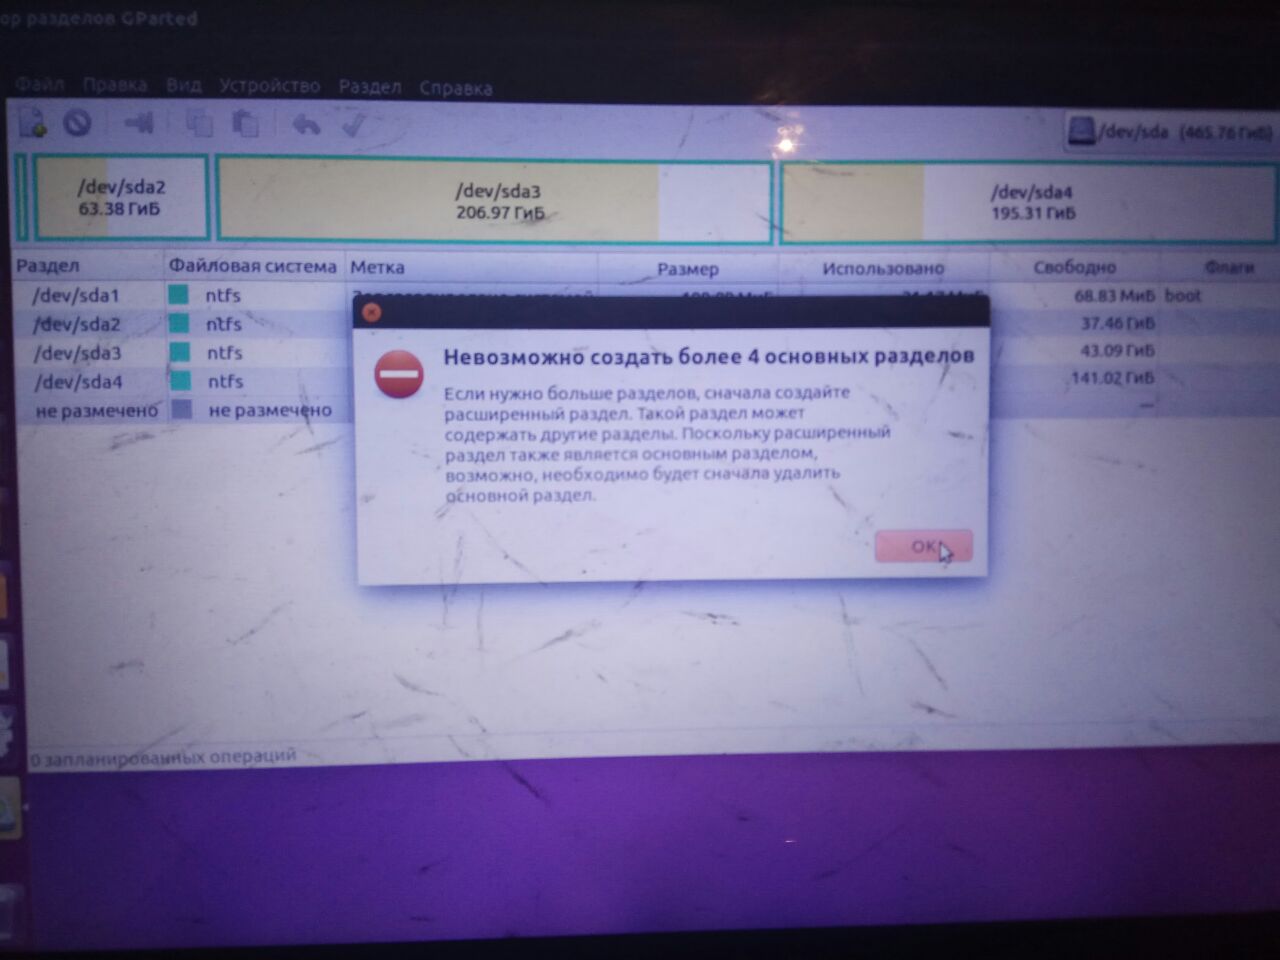 ор разделов GParted
Файл Правка Вид Устройство Раздел Справка
/dev/sda (465.76 ГиБ)
/dev/sda2
63.38 ГиБ
/dev/sda3
206.97 ГиБ
/dev/sda4
195.31 ГиБ
Раздел Файловая система Метка Размер Использовано Свободно Флаги
/dev/sda1 ntfs 68.83 МиБ boot
/dev/sda2 ntfs 37.46 ГиБ
/dev/sda3 ntfs 43.09 ГиБ
/dev/sda4 ntfs 141.02 ГиБ
не размечено не размечено —
Невозможно создать более 4 основных разделов
Если нужно больше разделов, сначала создайте
расширенный раздел. Такой раздел может
содержать другие разделы. Поскольку расширенный
раздел также является основным разделом,
возможно, необходимо будет сначала удалить
основной раздел.
OK
0 запланированных операций